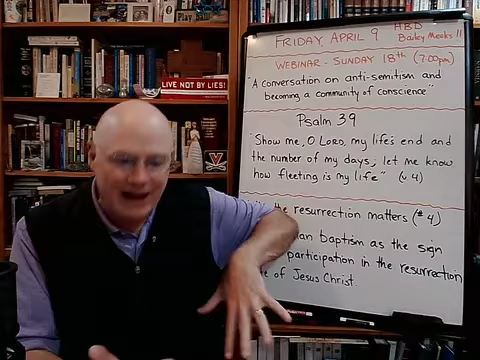 Pray
LIVE NOT BY LIES!
V
FRIDAY APRIL 9
HBD
Bailey Meeks !!
WEBINAR - SUNDAY 18th (7:00pm)
"A conversation on anti-semitism and
becoming a community of conscience"
Psalm 39
"Show me, O LORD, my life's end and
the number of my days; let me know
how fleeting is my life" (v.4)
the resurrection matters (#4)
baptism as the sign
participation in the resurrection
of Jesus Christ